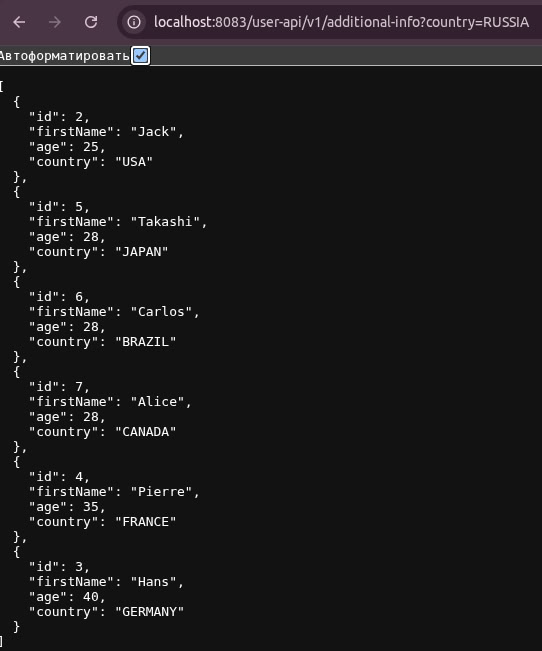 localhost:8083/user-api/v1/additional-info?country=RUSSIA
Автоформатировать
[
  {
    "id": 2,
    "firstName": "Jack",
    "age": 25,
    "country": "USA"
  },
  {
    "id": 5,
    "firstName": "Takashi",
    "age": 28,
    "country": "JAPAN"
  },
  {
    "id": 6,
    "firstName": "Carlos",
    "age": 28,
    "country": "BRAZIL"
  },
  {
    "id": 7,
    "firstName": "Alice",
    "age": 28,
    "country": "CANADA"
  },
  {
    "id": 4,
    "firstName": "Pierre",
    "age": 35,
    "country": "FRANCE"
  },
  {
    "id": 3,
    "firstName": "Hans",
    "age": 40,
    "country": "GERMANY"
  }
]